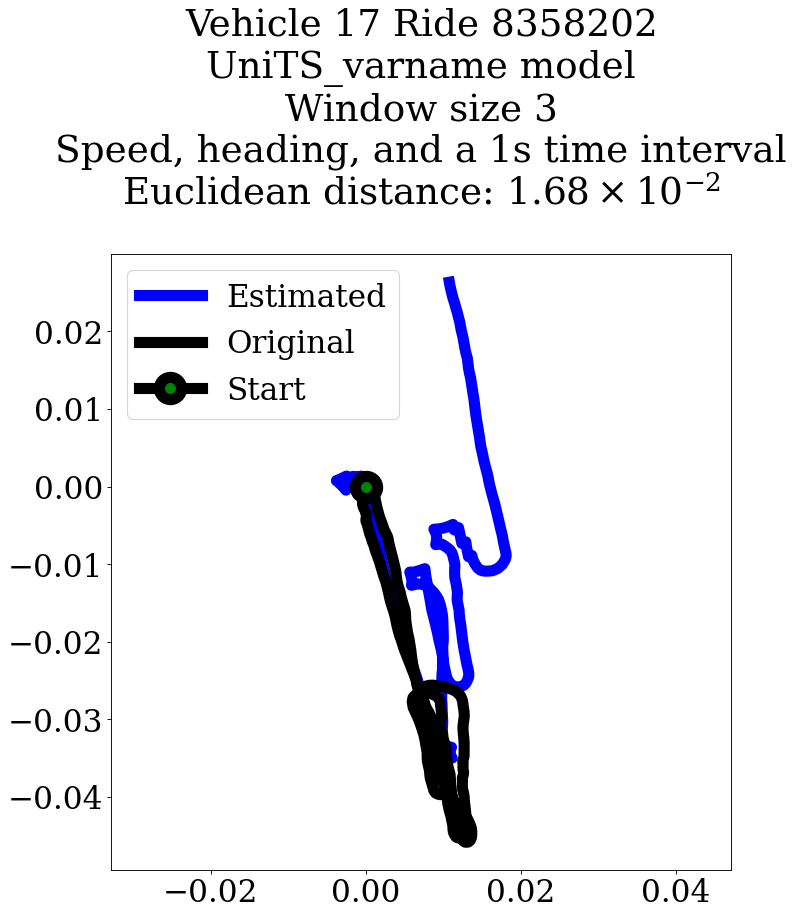 Vehicle 17 Ride 8358202
UniTS_varname model
Window size 3
Speed, heading, and a 1s time interval
Euclidean distance: 1.68 × 10⁻²
Estimated
Original
Start
0.02
0.01
0.00
−0.01
−0.02
−0.03
−0.04
−0.02 0.00 0.02 0.04